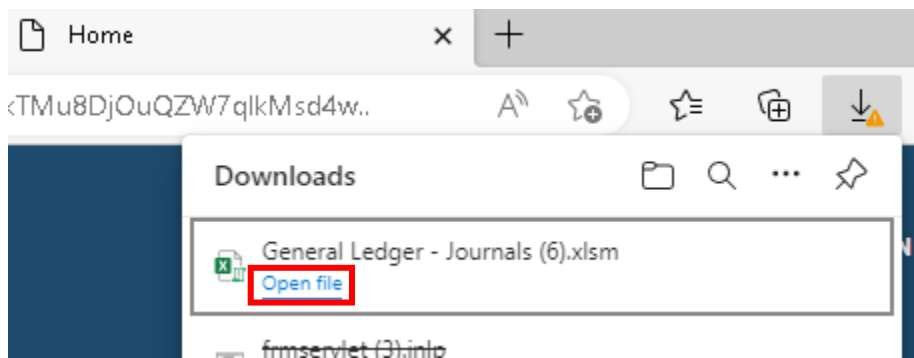 Home
TMu8DjOuQZW7qlkMsd4w..
Downloads
General Ledger - Journals (6).xlsm
Open file
frmservlet (3).jnlp
N